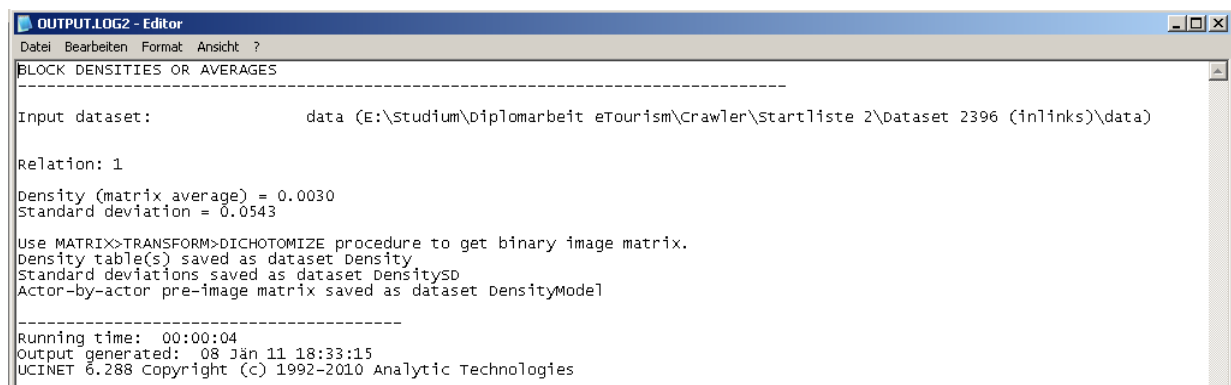 OUTPUT.LOG2 - Editor
Datei Bearbeiten Format Ansicht ?
BLOCK DENSITIES OR AVERAGES
--------------------------------------------------------------------------------
Input dataset: data (E:\Studium\Diplomarbeit eTourism\Crawler\Startliste 2\Dataset 2396 (inlinks)\data)
Relation: 1
Density (matrix average) = 0.0030
Standard deviation = 0.0543
Use MATRIX>TRANSFORM>DICHOTOMIZE procedure to get binary image matrix.
Density table(s) saved as dataset Density
Standard deviations saved as dataset DensitySD
Actor-by-actor pre-image matrix saved as dataset DensityModel
----------------------------------------
Running time: 00:00:04
Output generated: 08 Jän 11 18:33:15
UCINET 6.288 Copyright (c) 1992-2010 Analytic Technologies